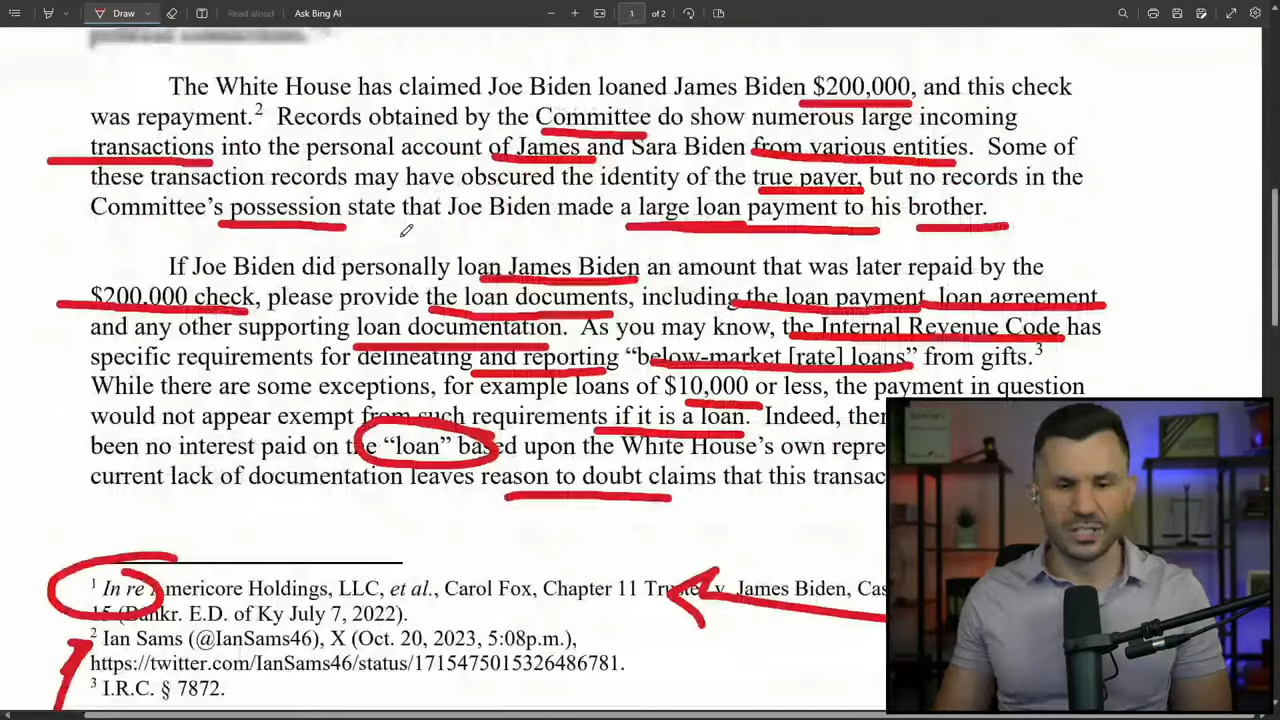 Draw
Read aloud
Ask Bing AI
1 of 2
The White House has claimed Joe Biden loaned James Biden $200,000, and this check
was repayment.2 Records obtained by the Committee do show numerous large incoming
transactions into the personal account of James and Sara Biden from various entities. Some of
these transaction records may have obscured the identity of the true payer, but no records in the
Committee's possession state that Joe Biden made a large loan payment to his brother.
If Joe Biden did personally loan James Biden an amount that was later repaid by the
$200,000 check, please provide the loan documents, including the loan payment, loan agreement
and any other supporting loan documentation. As you may know, the Internal Revenue Code has
specific requirements for delineating and reporting “below-market [rate] loans” from gifts.3
While there are some exceptions, for example loans of $10,000 or less, the payment in question
would not appear exempt from such requirements if it is a loan. Indeed, ther
been no interest paid on the “loan” based upon the White House's own repre
current lack of documentation leaves reason to doubt claims that this transac
1 In re Americore Holdings, LLC, et al., Carol Fox, Chapter 11 Trustee v. James Biden, Cas
15 (Bankr. E.D. of Ky July 7, 2022).
2 Ian Sams (@IanSams46), X (Oct. 20, 2023, 5:08p.m.),
https://twitter.com/IanSams46/status/1715475015326486781.
3 I.R.C. § 7872.